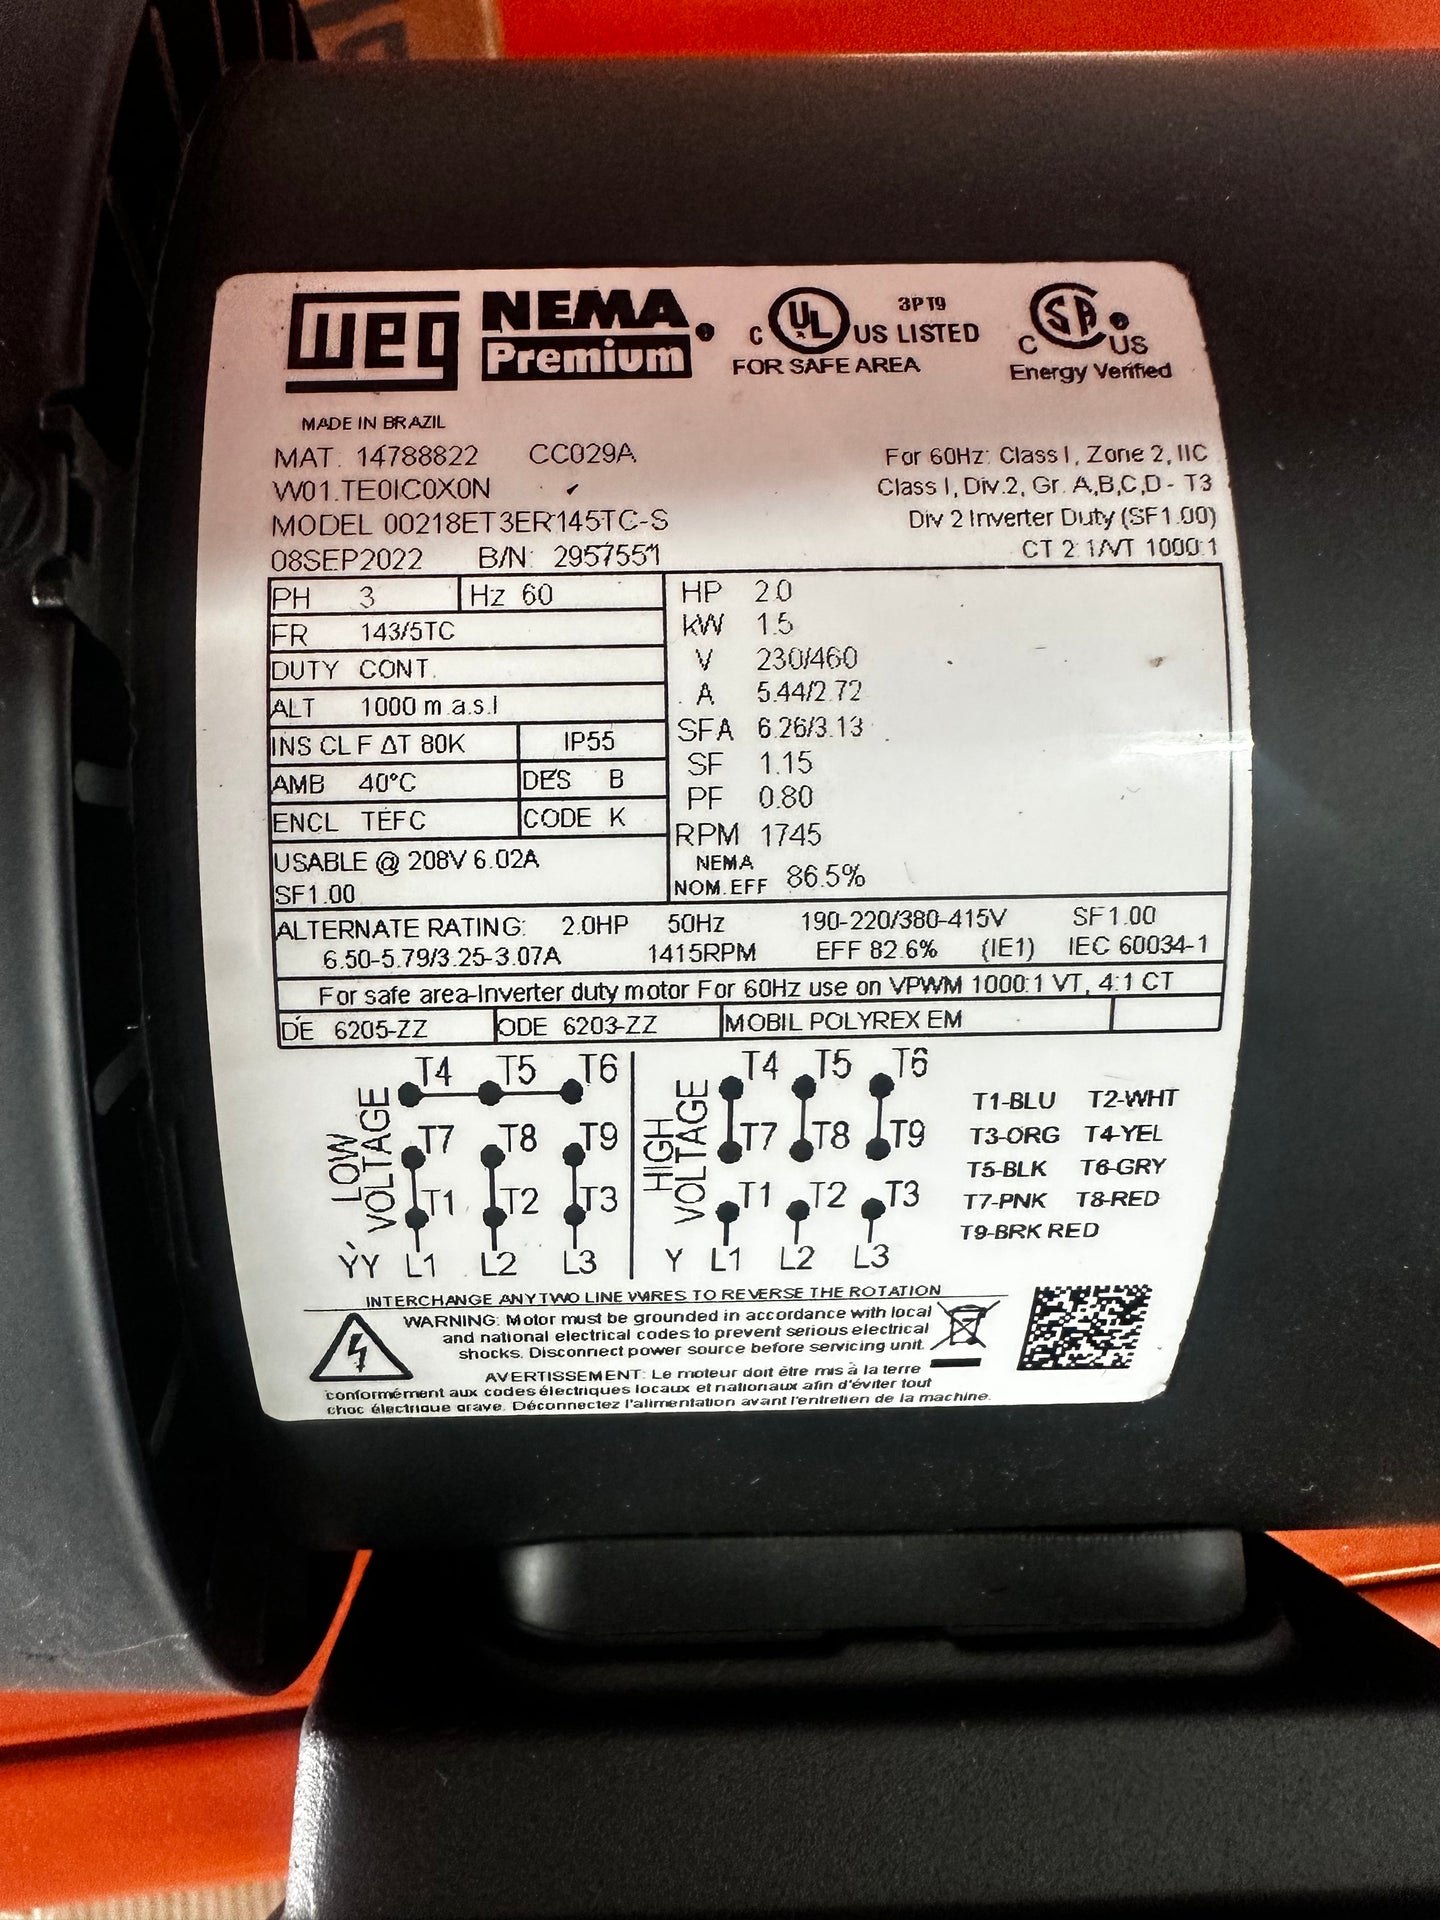 WEG NEMA Premium C UL US LISTED 3PT9 C SA US
FOR SAFE AREA
Energy Verified
MADE IN BRAZIL
MAT. 14788822 CC029A
For 60Hz: Class I, Zone 2, IIC
W01.TE0IC0X0N
Class I, Div.2, Gr. A,B,C,D - T3
MODEL 00218ET3ER145TC-S
Div 2 Inverter Duty (SF1.00)
08SEP2022 B/N: 2957551
CT 2:1/VT 1000:1
PH 3 Hz 60
FR 143/5TC
DUTY CONT.
ALT 1000 m.a.s.l
INS CL F ΔT 80K IP55
AMB 40°C DES B
ENCL TEFC CODE K
USABLE @ 208V 6.02A
SF1.00
HP 2.0
kW 1.5
V 230/460
A 5.44/2.72
SFA 6.26/3.13
SF 1.15
PF 0.80
RPM 1745
NEMA
NOM.EFF 86.5%
ALTERNATE RATING: 2.0HP 50Hz 190-220/380-415V SF1.00
6.50-5.79/3.25-3.07A 1415RPM EFF 82.6% (IE1) IEC 60034-1
For safe area-Inverter duty motor For 60Hz use on VPWM 1000:1 VT, 4:1 CT
DE 6205-ZZ ODE 6203-ZZ MOBIL POLYREX EM
LOW VOLTAGE
T4 T5 T6
T7 T8 T9
T1 T2 T3
YY L1 L2 L3
HIGH VOLTAGE
T4 T5 T6
T7 T8 T9
T1 T2 T3
Y L1 L2 L3
T1-BLU T2-WHT
T3-ORG T4-YEL
T5-BLK T6-GRY
T7-PNK T8-RED
T9-BRK RED
INTERCHANGE ANY TWO LINE WIRES TO REVERSE THE ROTATION
WARNING: Motor must be grounded in accordance with local
and national electrical codes to prevent serious electrical
shocks. Disconnect power source before servicing unit.
AVERTISSEMENT: Le moteur doit être mis à la terre
conformément aux codes électriques locaux et nationaux afin d'éviter tout
choc électrique grave. Déconnectez l'alimentation avant l'entretien de la machine.